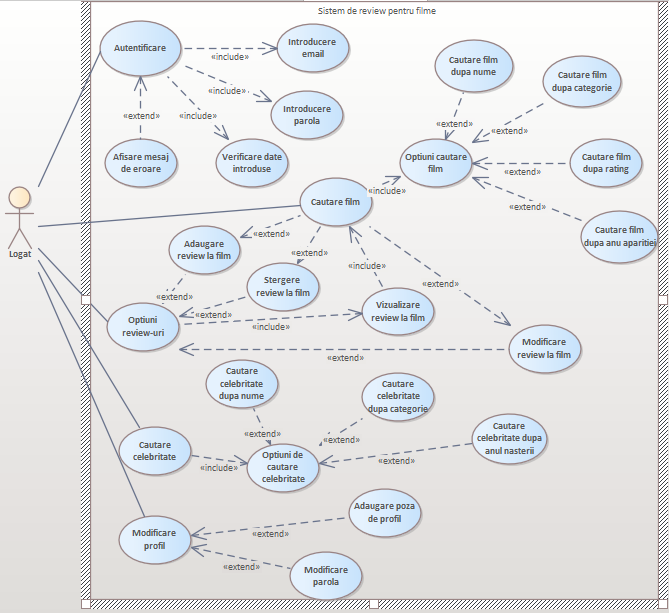 Sistem de review pentru filme
Autentificare
«include»
Introducere
email
«include»
Introducere
parola
«extend»
«include»
Afisare mesaj
de eroare
Verificare date
introduse
Cautare film
dupa nume
Cautare film
dupa categorie
«extend»
«extend»
Optiuni cautare
film
«extend»
Cautare film
dupa rating
«extend»
Cautare film
dupa anu aparitiei
«include»
Cautare film
Logat
«extend»
Adaugare
review la film
«extend»
«include»
Stergere
review la film
«extend»
«extend»
«extend»
Vizualizare
review la film
Optiuni
review-uri
«include»
Modificare
review la film
«extend»
Cautare
celebritate
dupa nume
Cautare
celebritate
dupa categorie
Cautare
celebritate dupa
anul nasterii
«extend»
«extend»
«extend»
Cautare
celebritate
«include»
Optiuni de
cautare
celebritate
Adaugare poza
de profil
Modificare
profil
«extend»
«extend»
Modificare
parola